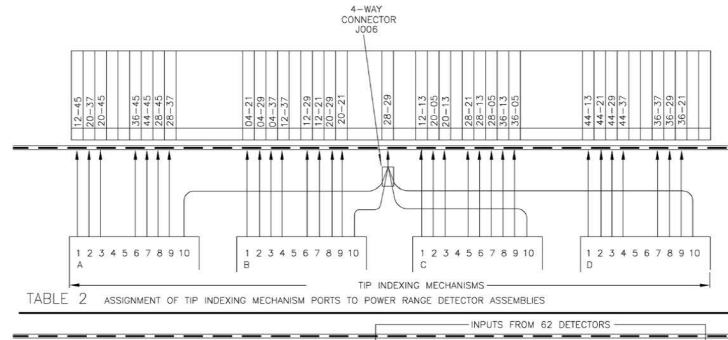 4-WAY
CONNECTOR
J006
12-45
20-37
20-45
36-45
44-45
28-45
28-37
04-21
04-29
04-37
12-37
12-29
12-21
20-29
20-21
28-29
12-13
20-05
20-13
28-21
28-13
28-05
36-13
36-05
44-13
44-21
44-29
44-37
36-37
36-29
36-21
1 2 3 4 5 6 7 8 9 10
A
1 2 3 4 5 6 7 8 9 10
B
1 2 3 4 5 6 7 8 9 10
C
1 2 3 4 5 6 7 8 9 10
D
TIP INDEXING MECHANISMS
TABLE 2 ASSIGNMENT OF TIP INDEXING MECHANISM PORTS TO POWER RANGE DETECTOR ASSEMBLIES
INPUTS FROM 62 DETECTORS